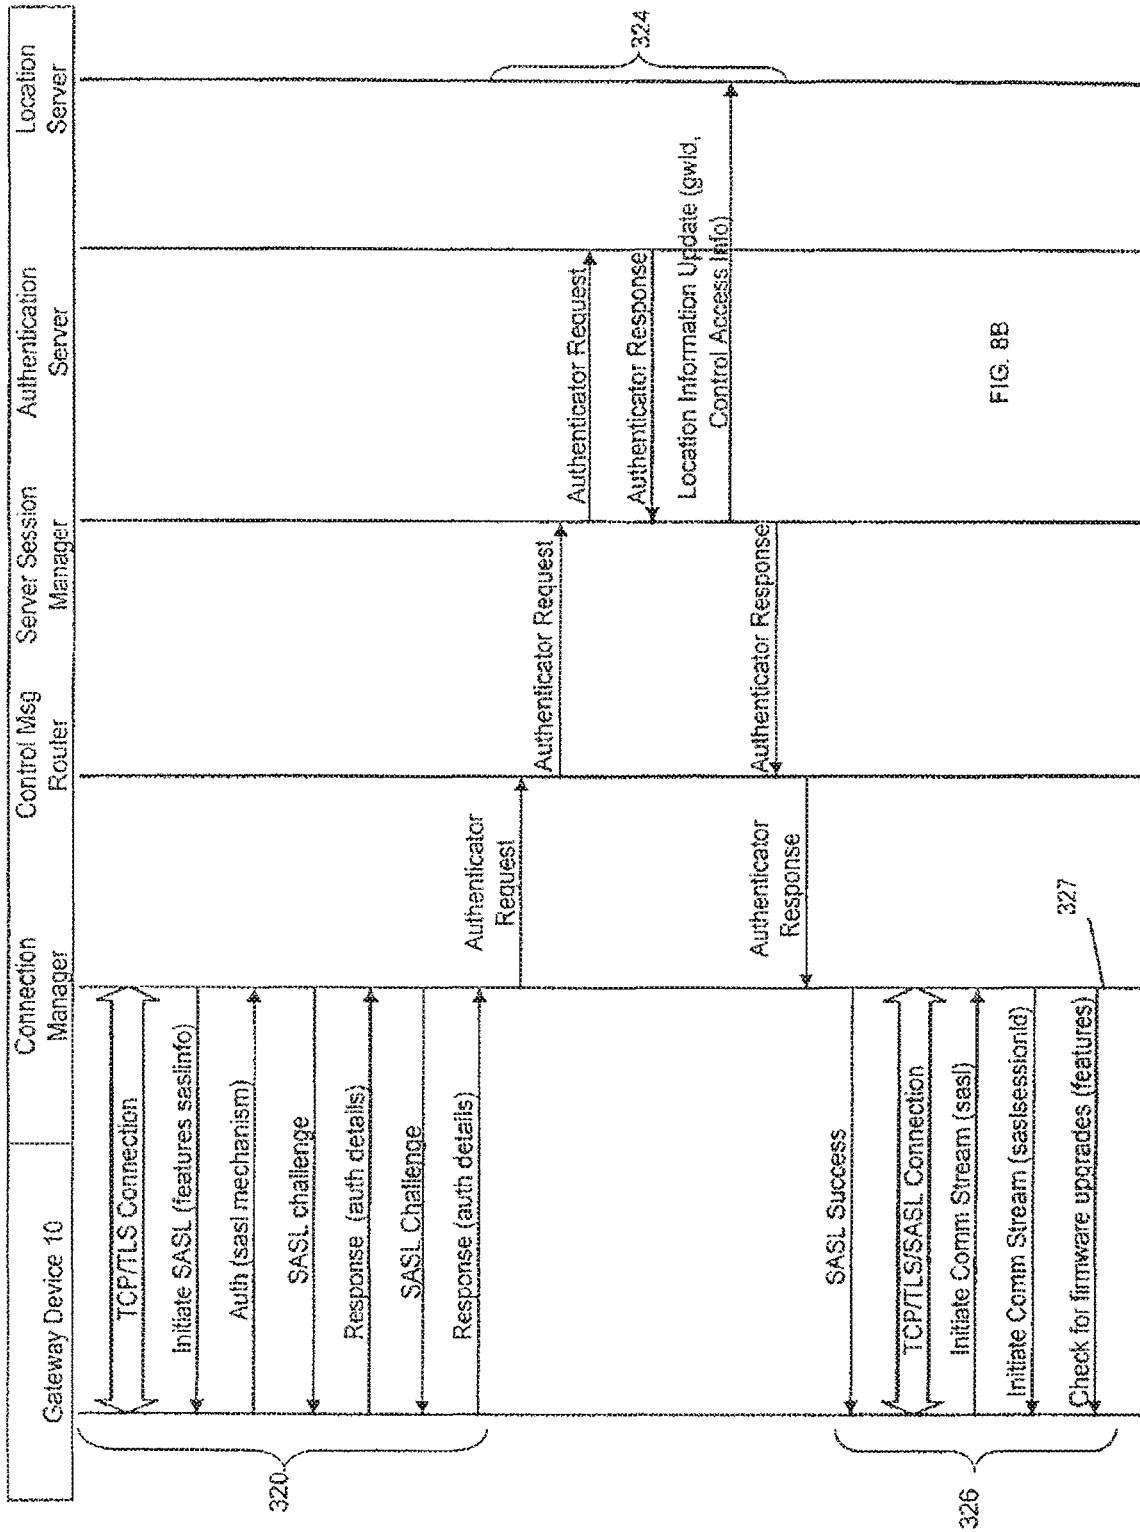 Gateway Device 10
Connection
Manager
Control Msg
Router
Server Session
Manager
Authentication
Server
Location
Server
TCP/TLS Connection
Initiate SASL (features saslinfo)
Auth (sasl mechanism)
SASL challenge
Response (auth details)
SASL Challenge
Response (auth details)
320
Authenticator
Request
Authenticator Request
Authenticator Request
Authenticator Response
Location Information Update (gwId,
Control Access Info)
324
Authenticator Response
Authenticator
Response
SASL Success
TCP/TLS/SASL Connection
Initiate Comm Stream (sasl)
Initiate Comm Stream (saslsessionid)
Check for firmware upgrades (features)
326
327
FIG. 8B